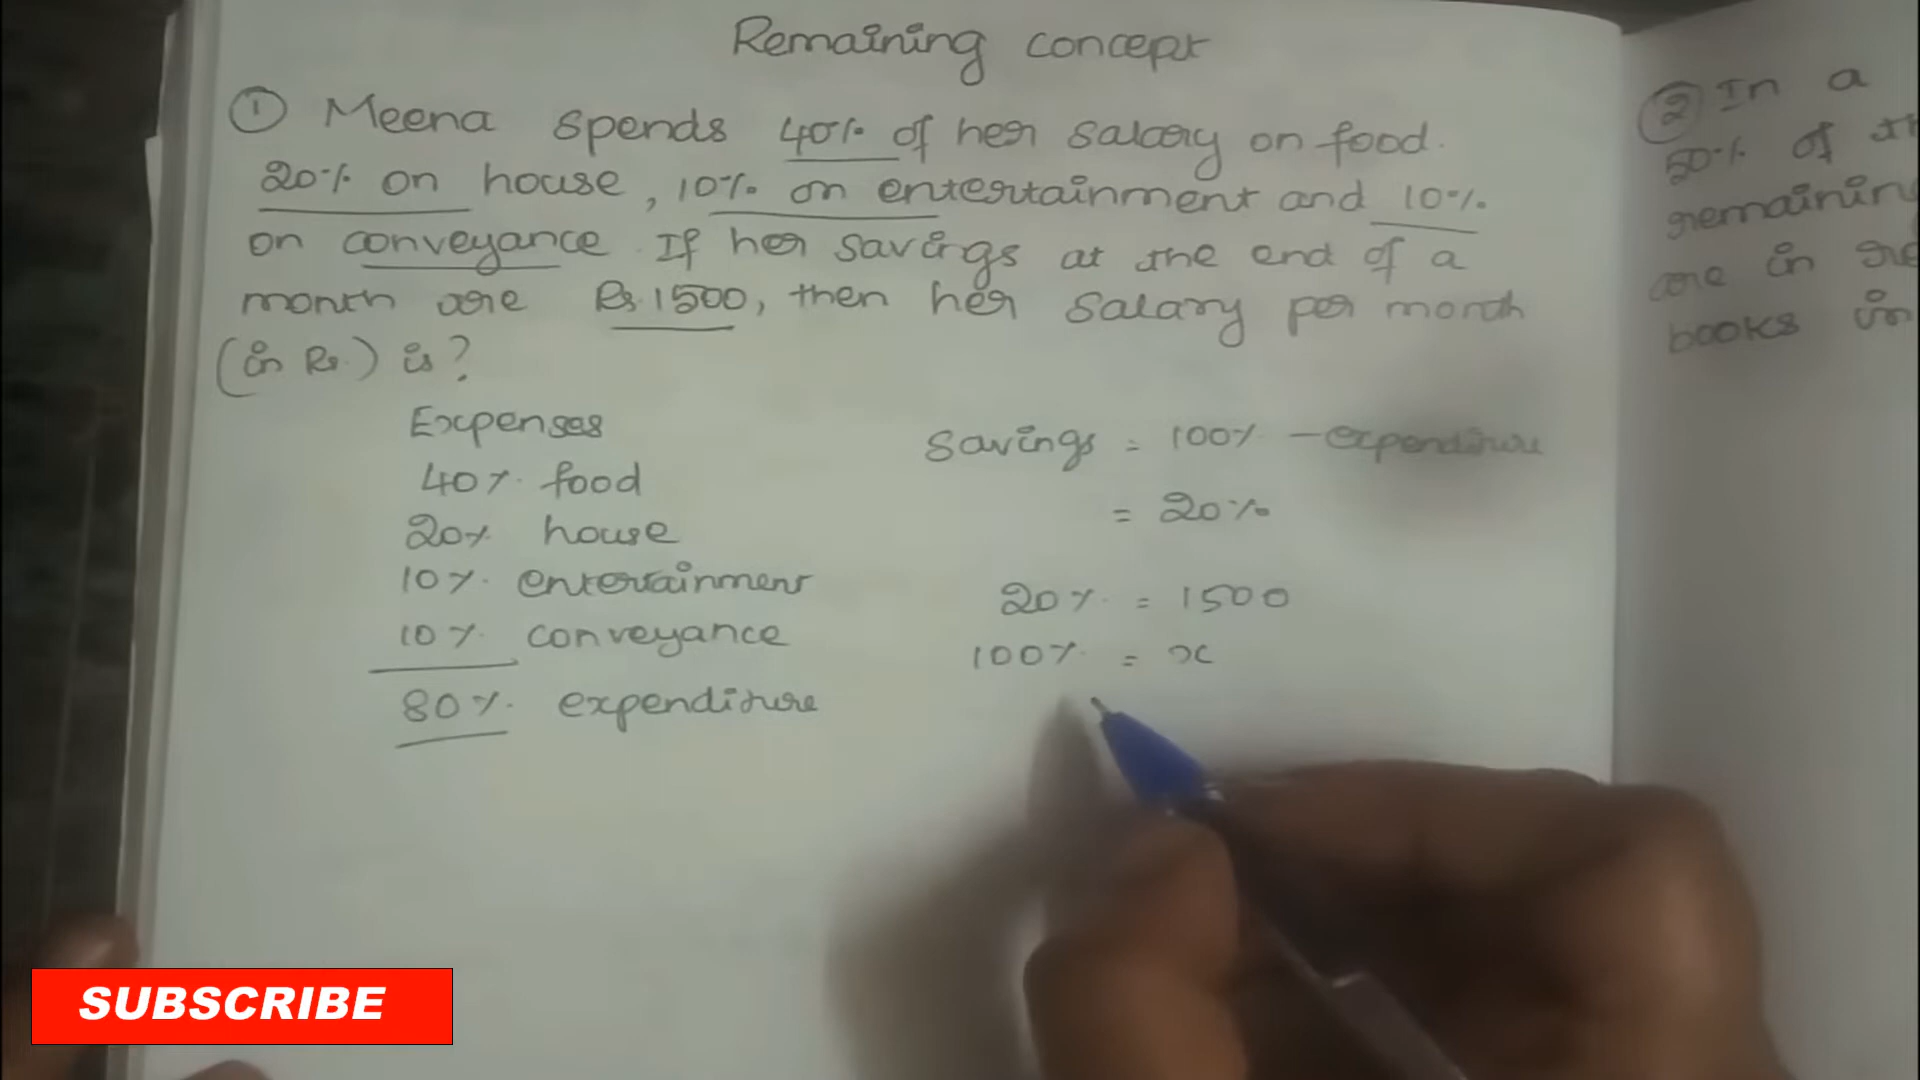 Remaining concept
① Meena spends 40% of her salary on food.
20% on house, 10% on entertainment and 10%
on conveyance. If her savings at the end of a
month are Rs.1500, then her salary per month
(in Rs.) is?
Expenses
40% food
20% house
10% entertainment
10% conveyance
80% expenditure
Savings = 100% - expenditure
= 20%
20% = 1500
100% = x
② In a
50% of
remaining
are in
books in
SUBSCRIBE